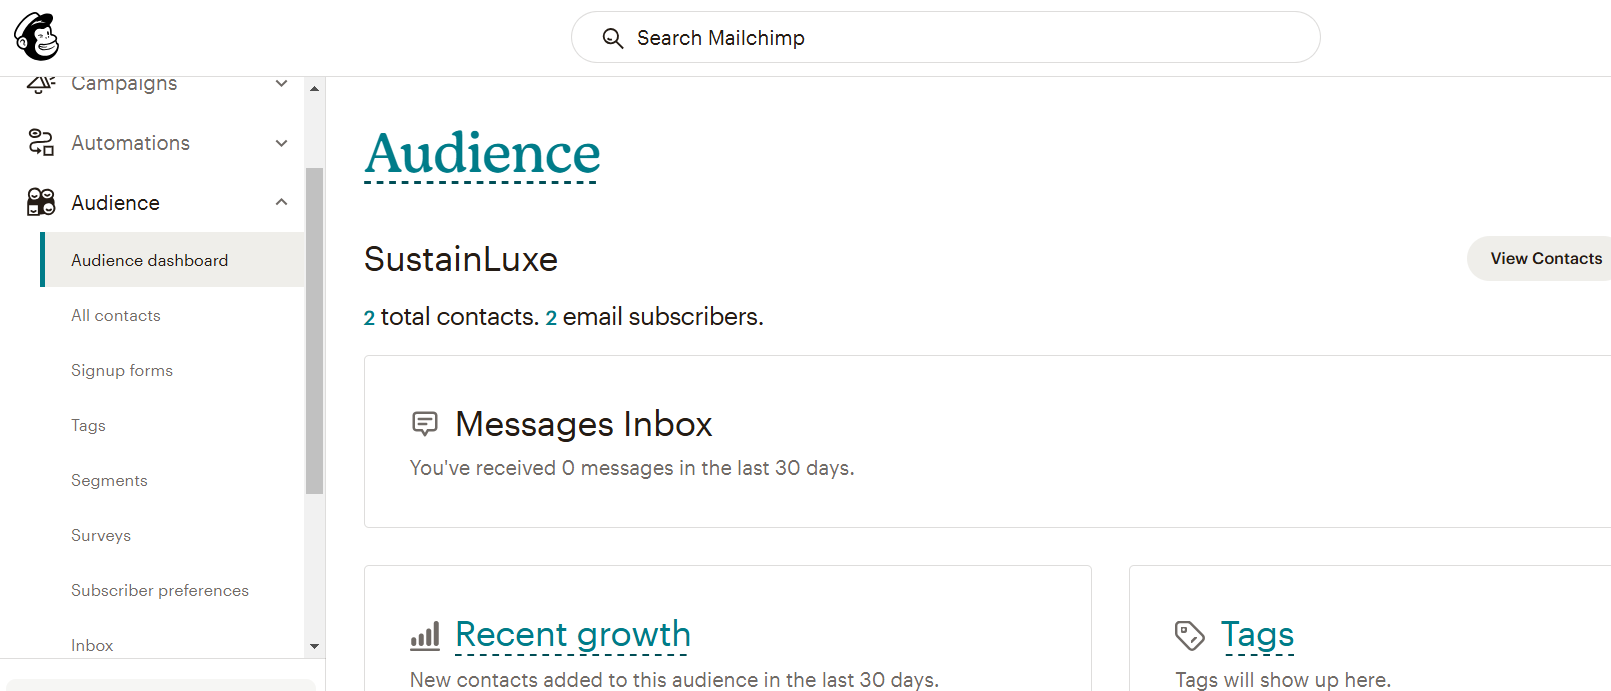 Search Mailchimp
Campaigns
Automations
Audience
Audience dashboard
All contacts
Signup forms
Tags
Segments
Surveys
Subscriber preferences
Inbox
Audience
SustainLuxe
View Contacts
2 total contacts. 2 email subscribers.
Messages Inbox
You've received 0 messages in the last 30 days.
Recent growth
New contacts added to this audience in the last 30 days.
Tags
Tags will show up here.